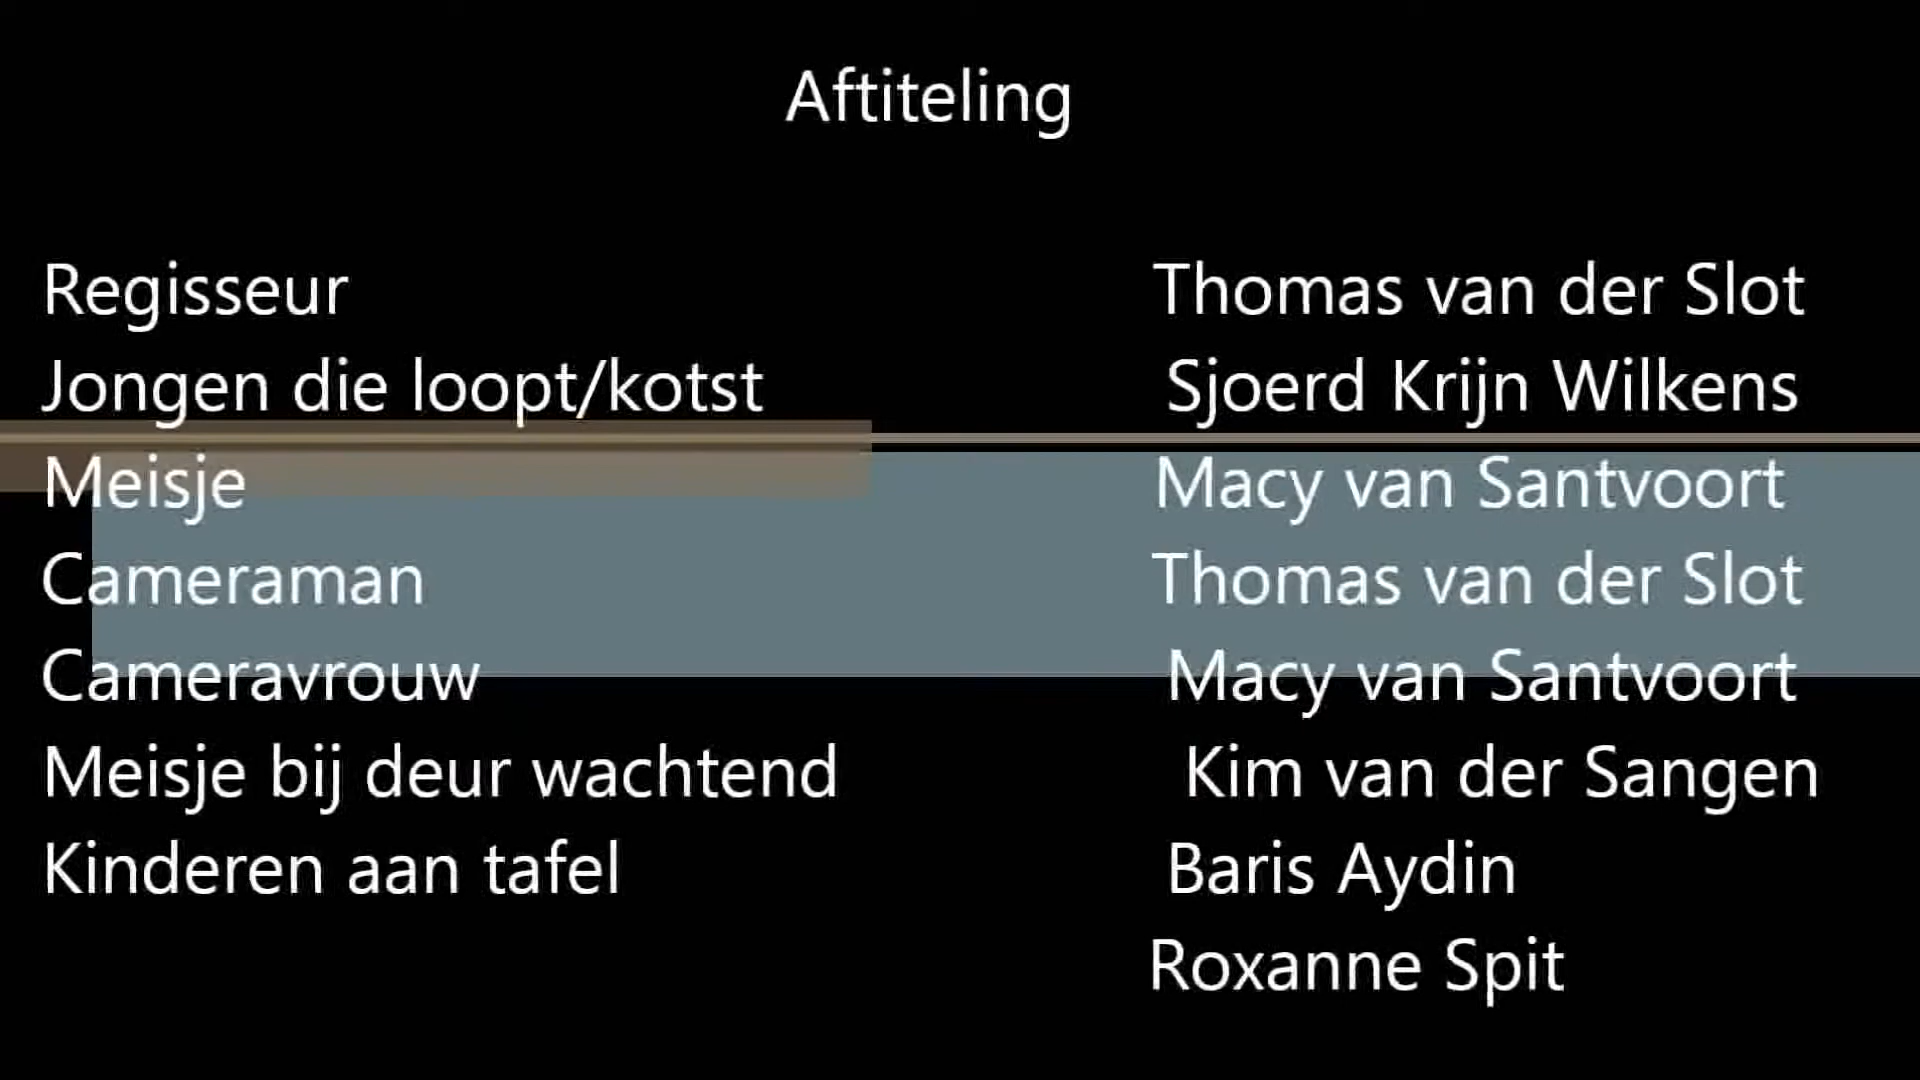 Aftiteling
Regisseur Thomas van der Slot
Jongen die loopt/kotst Sjoerd Krijn Wilkens
Meisje Macy van Santvoort
Cameraman Thomas van der Slot
Cameravrouw Macy van Santvoort
Meisje bij deur wachtend Kim van der Sangen
Kinderen aan tafel Baris Aydin
Roxanne Spit